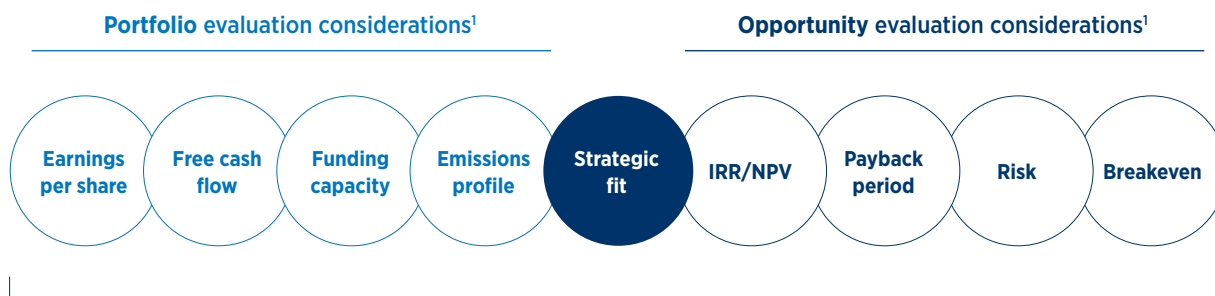 Portfolio evaluation considerations¹
Opportunity evaluation considerations¹
Earnings
per share
Free cash
flow
Funding
capacity
Emissions
profile
Strategic
fit
IRR/NPV
Payback
period
Risk
Breakeven